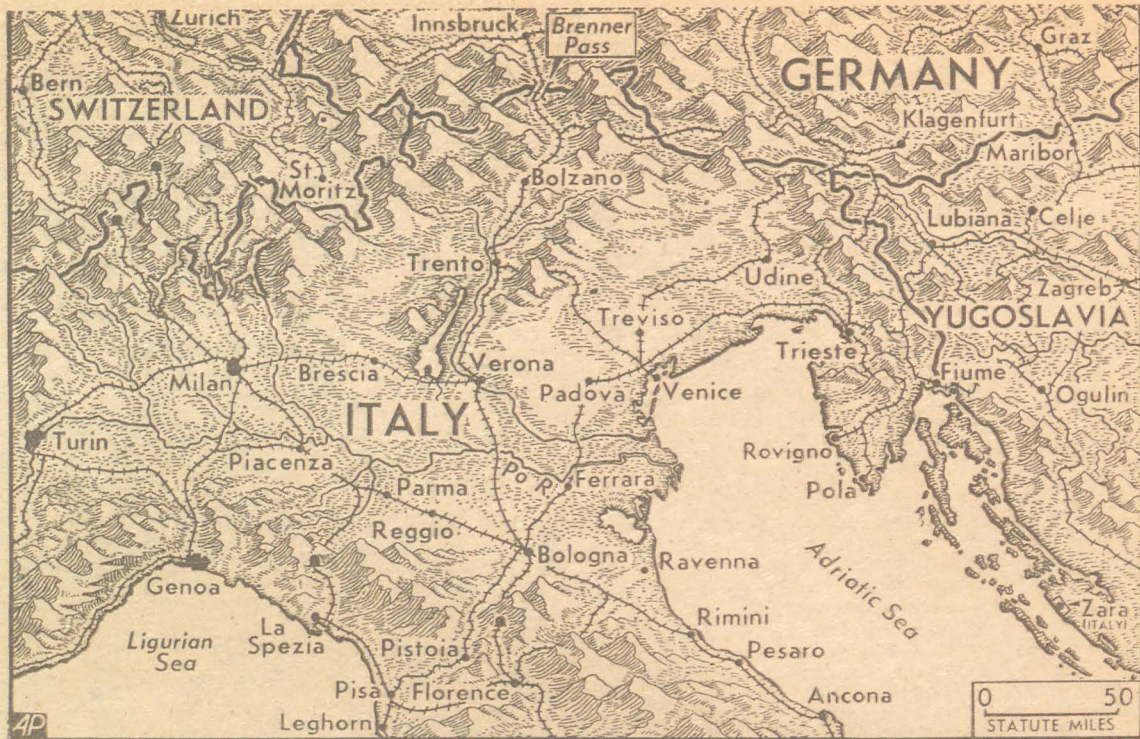 Zurich
Innsbruck
Brenner
Pass
Graz
Bern
SWITZERLAND
GERMANY
Klagenfurt
Maribor
St.
Moritz
Bolzano
Lubiana
Celje
Trento
Udine
Zagreb
Treviso
YUGOSLAVIA
Trieste
Milan
Brescia
Verona
Padova
Venice
Fiume
Ogulin
ITALY
Turin
Piacenza
Rovigno
Po R.
Parma
Ferrara
Pola
Reggio
Bologna
Ravenna
Adriatic Sea
Genoa
Zara
(ITALY)
La
Spezia
Ligurian
Sea
Rimini
Pistoia
Pesaro
Pisa
Florence
Ancona
Leghorn
0 50
STATUTE MILES
AP